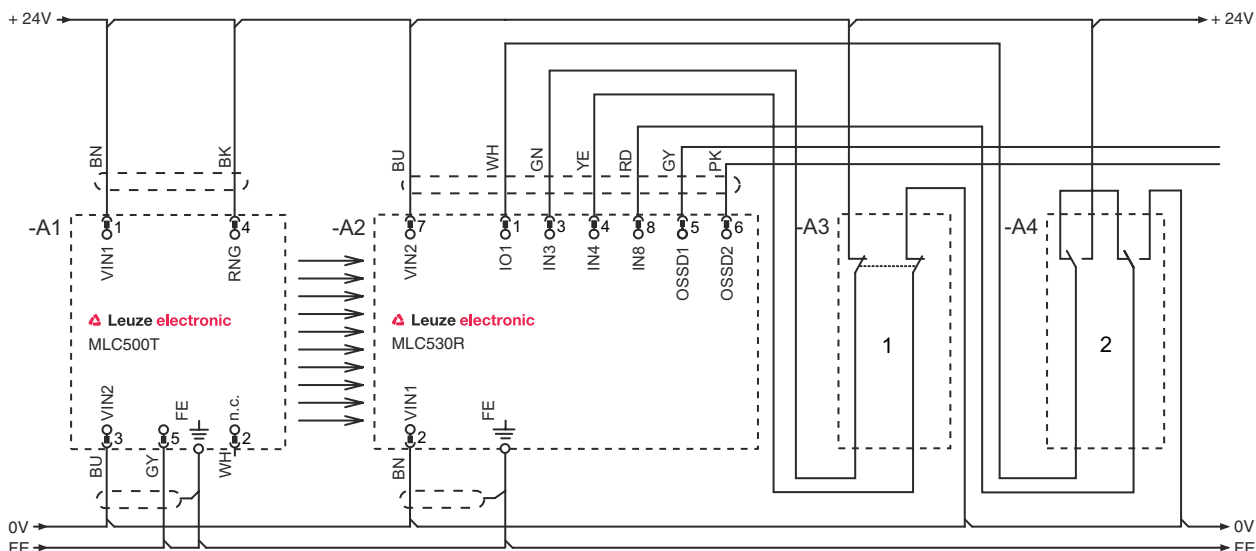 + 24V
+ 24V
BN
BK
BU
WH
GN
YE
RD
GY
PK
-A1
1
4
-A2
7
1
3
4
8
5
6
-A3
-A4
VIN1
RNG
VIN2
IO1
IN3
IN4
IN8
OSSD1
OSSD2
Leuze electronic
MLC500T
Leuze electronic
MLC530R
1
2
VIN2
FE
n.c.
VIN1
FE
3
5
2
2
BU
GY
WH
BN
0V
0V
FE
FE